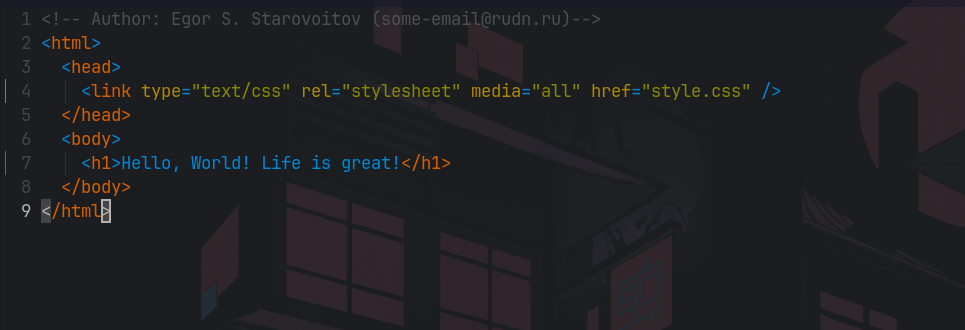 1 <!-- Author: Egor S. Starovoitov (some-email@rudn.ru)-->
2 <html>
3   <head>
4     <link type="text/css" rel="stylesheet" media="all" href="style.css" />
5   </head>
6   <body>
7     <h1>Hello, World! Life is great!</h1>
8   </body>
9 </html>